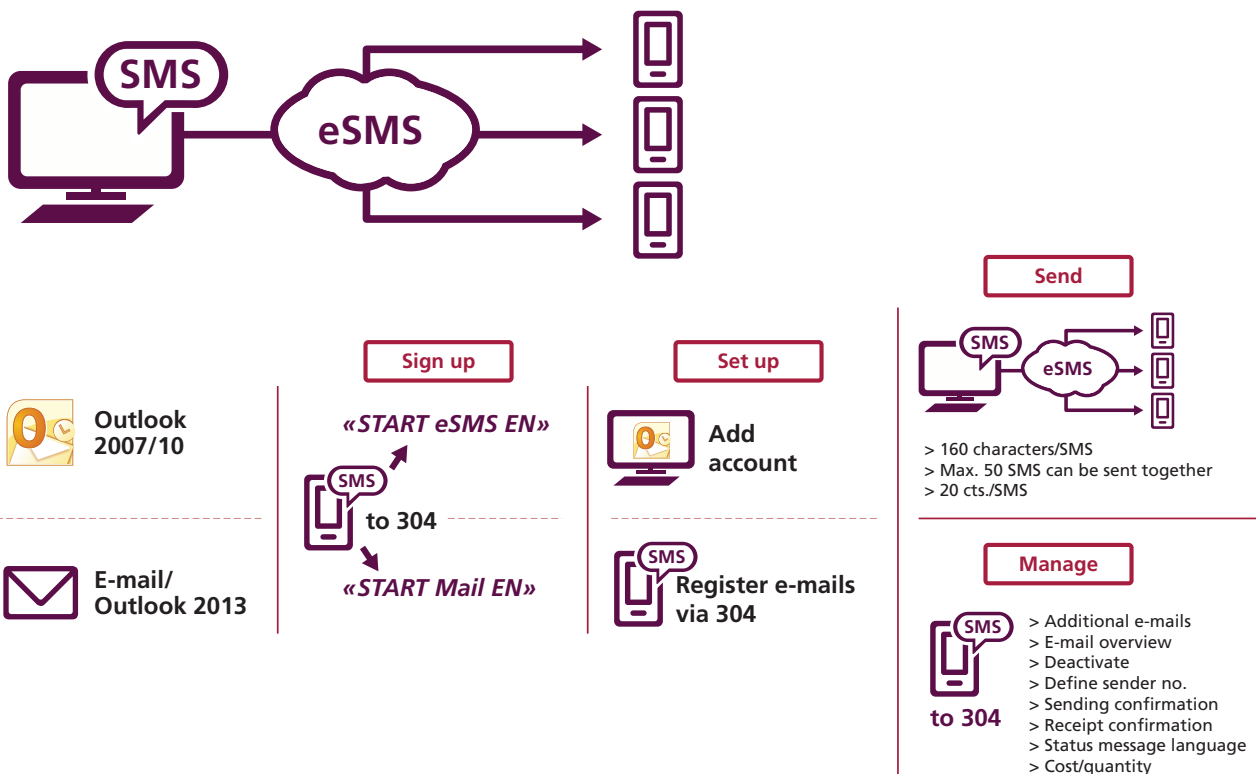 SMS
eSMS
Sign up
Set up
Send
Outlook
2007/10
«START eSMS EN»
Add
account
SMS
eSMS
> 160 characters/SMS
> Max. 50 SMS can be sent together
> 20 cts./SMS
SMS
to 304
E-mail/
Outlook 2013
«START Mail EN»
SMS
Register e-mails
via 304
Manage
SMS
to 304
> Additional e-mails
> E-mail overview
> Deactivate
> Define sender no.
> Sending confirmation
> Receipt confirmation
> Status message language
> Cost/quantity